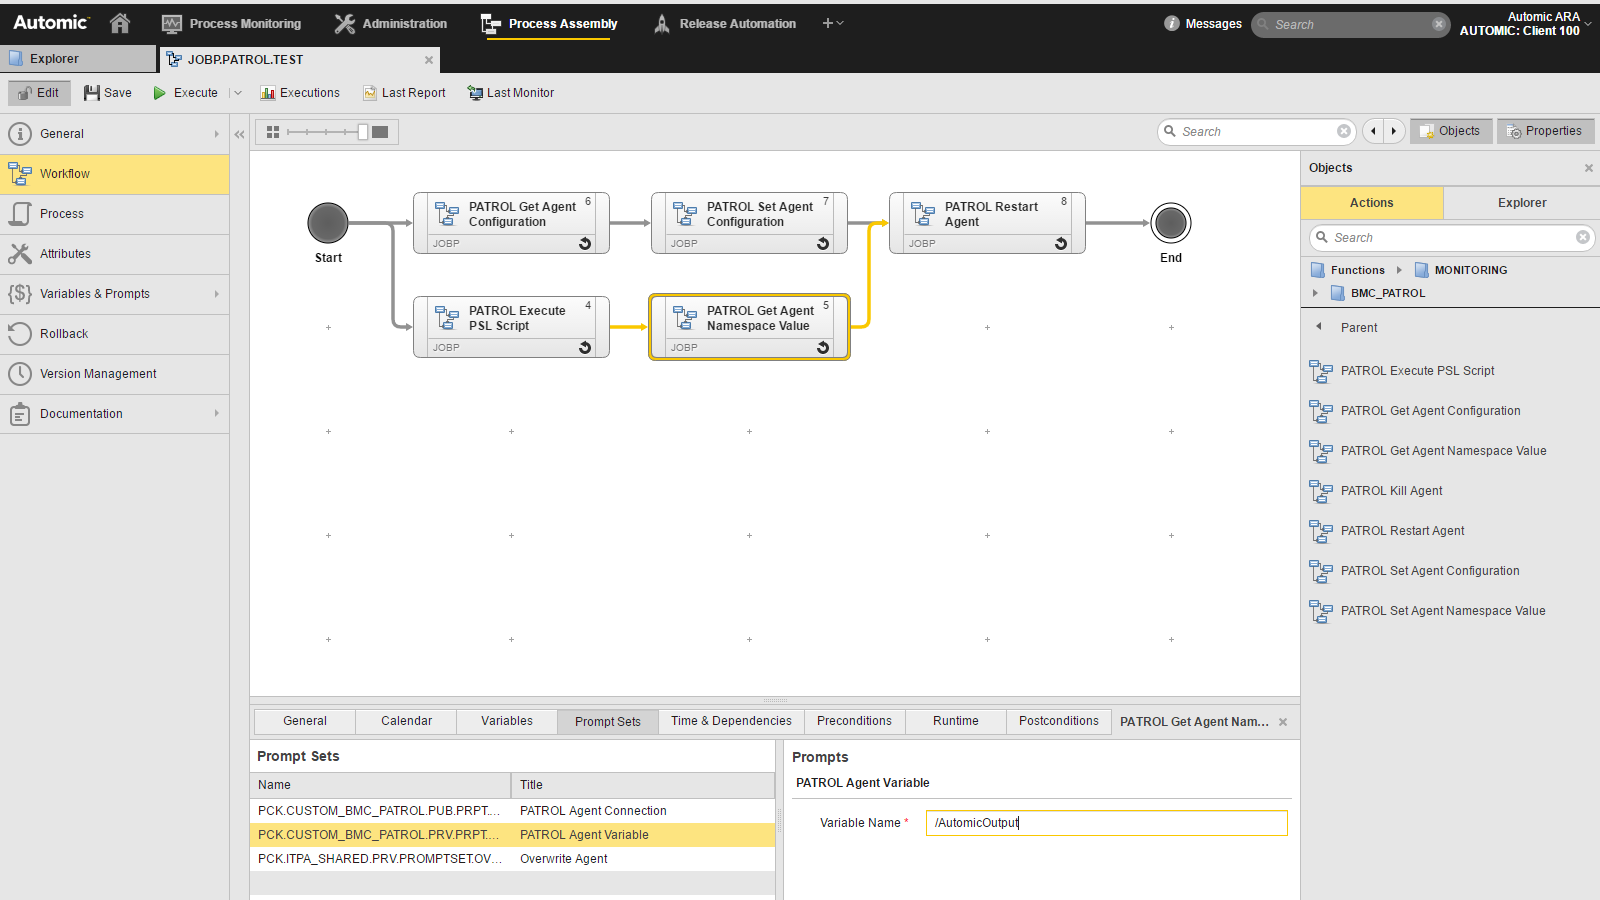 Automic
Process Monitoring
Administration
Process Assembly
Release Automation
Messages
Search
Automic ARA
AUTOMIC: Client 100
Explorer
JOBP.PATROL.TEST
Edit
Save
Execute
Executions
Last Report
Last Monitor
General
Workflow
Process
Attributes
Variables & Prompts
Rollback
Version Management
Documentation
Search
Objects
Properties
Start
PATROL Get Agent
Configuration
6
JOBP
PATROL Set Agent
Configuration
7
JOBP
PATROL Restart
Agent
8
JOBP
End
PATROL Execute
PSL Script
4
JOBP
PATROL Get Agent
Namespace Value
5
JOBP
Objects
Actions
Explorer
Search
Functions
MONITORING
BMC_PATROL
Parent
PATROL Execute PSL Script
PATROL Get Agent Configuration
PATROL Get Agent Namespace Value
PATROL Kill Agent
PATROL Restart Agent
PATROL Set Agent Configuration
PATROL Set Agent Namespace Value
General
Calendar
Variables
Prompt Sets
Time & Dependencies
Preconditions
Runtime
Postconditions
PATROL Get Agent Nam...
Prompt Sets
Name
Title
PCK.CUSTOM_BMC_PATROL.PUB.PRPT....
PATROL Agent Connection
PCK.CUSTOM_BMC_PATROL.PRV.PRPT....
PATROL Agent Variable
PCK.ITPA_SHARED.PRV.PROMPTSET.OV...
Overwrite Agent
Prompts
PATROL Agent Variable
Variable Name *
/AutomicOutput